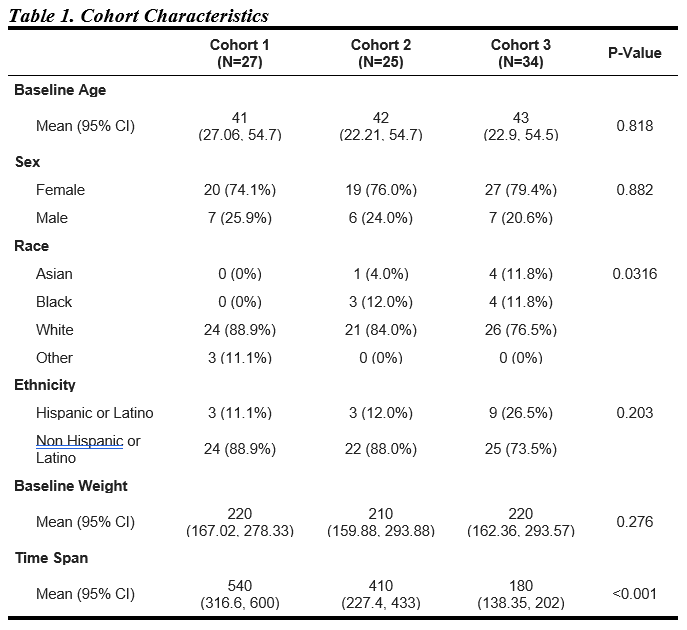 Table 1. Cohort Characteristics
Cohort 1 Cohort 2 Cohort 3 P-Value
(N=27) (N=25) (N=34)
Baseline Age
Mean (95% CI) 41 42 43 0.818
(27.06, 54.7) (22.21, 54.7) (22.9, 54.5)
Sex
Female 20 (74.1%) 19 (76.0%) 27 (79.4%) 0.882
Male 7 (25.9%) 6 (24.0%) 7 (20.6%)
Race
Asian 0 (0%) 1 (4.0%) 4 (11.8%) 0.0316
Black 0 (0%) 3 (12.0%) 4 (11.8%)
White 24 (88.9%) 21 (84.0%) 26 (76.5%)
Other 3 (11.1%) 0 (0%) 0 (0%)
Ethnicity
Hispanic or Latino 3 (11.1%) 3 (12.0%) 9 (26.5%) 0.203
Non Hispanic or
Latino 24 (88.9%) 22 (88.0%) 25 (73.5%)
Baseline Weight
Mean (95% CI) 220 210 220 0.276
(167.02, 278.33) (159.88, 293.88) (162.36, 293.57)
Time Span
Mean (95% CI) 540 410 180 <0.001
(316.6, 600) (227.4, 433) (138.35, 202)